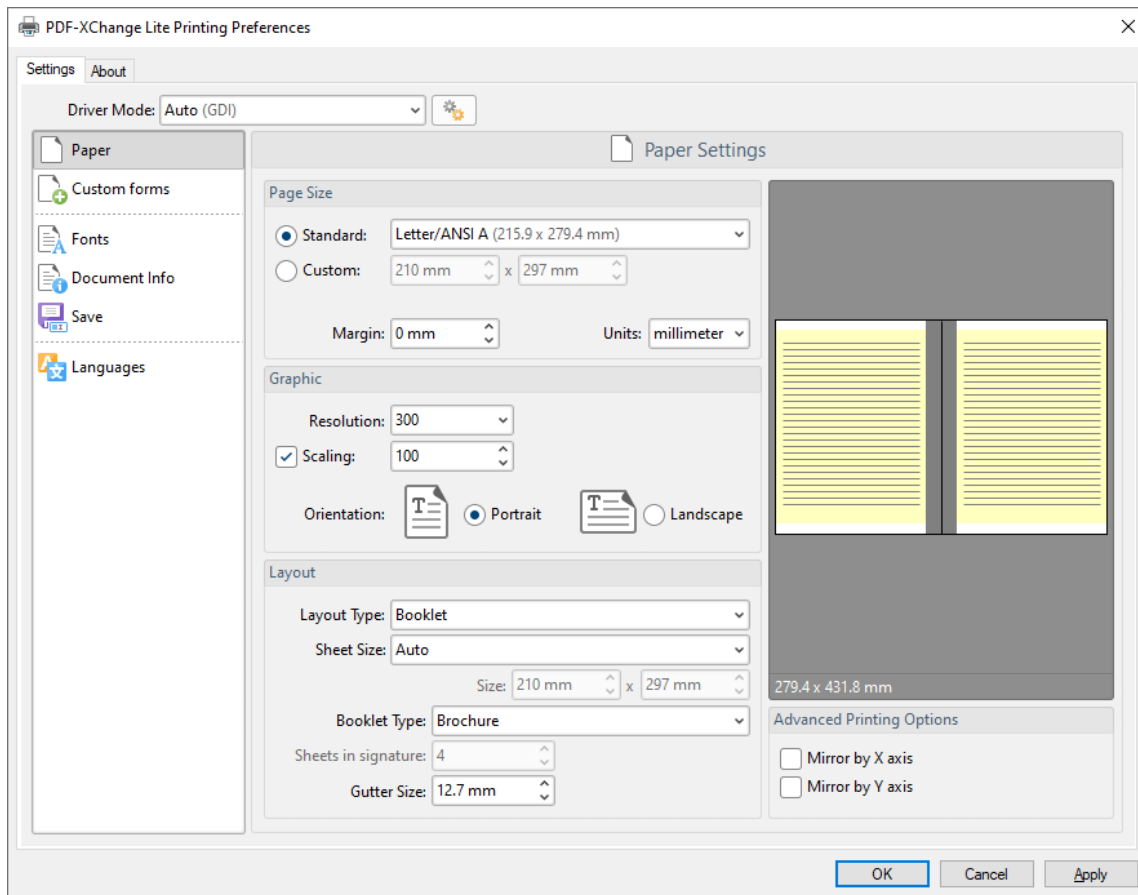 PDF-XChange Lite Printing Preferences
Settings About
Driver Mode: Auto (GDI)
Paper
Custom forms
Fonts
Document Info
Save
Languages
Paper Settings
Page Size
Standard: Letter/ANSI A (215.9 x 279.4 mm)
Custom: 210 mm x 297 mm
Margin: 0 mm Units: millimeter
Graphic
Resolution: 300
Scaling: 100
Orientation: T Portrait T Landscape
Layout
Layout Type: Booklet
Sheet Size: Auto
Size: 210 mm x 297 mm
Booklet Type: Brochure
Sheets in signature: 4
Gutter Size: 12.7 mm
279.4 x 431.8 mm
Advanced Printing Options
Mirror by X axis
Mirror by Y axis
OK Cancel Apply